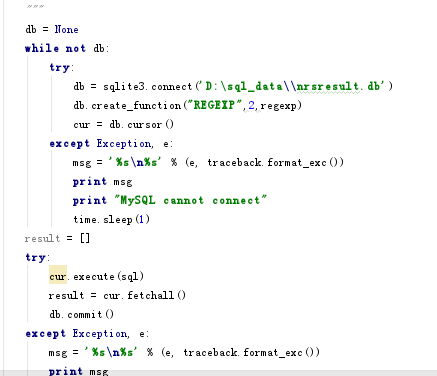 """
db = None
while not db:
try:
db = sqlite3.connect('D:\sql_data\\nrsresult.db')
db.create_function("REGEXP",2,regexp)
cur = db.cursor()
except Exception, e:
msg = '%s\n%s' % (e, traceback.format_exc())
print msg
print "MySQL cannot connect"
time.sleep(1)
result = []
try:
cur.execute(sql)
result = cur.fetchall()
db.commit()
except Exception, e:
msg = '%s\n%s' % (e, traceback.format_exc())
print msg